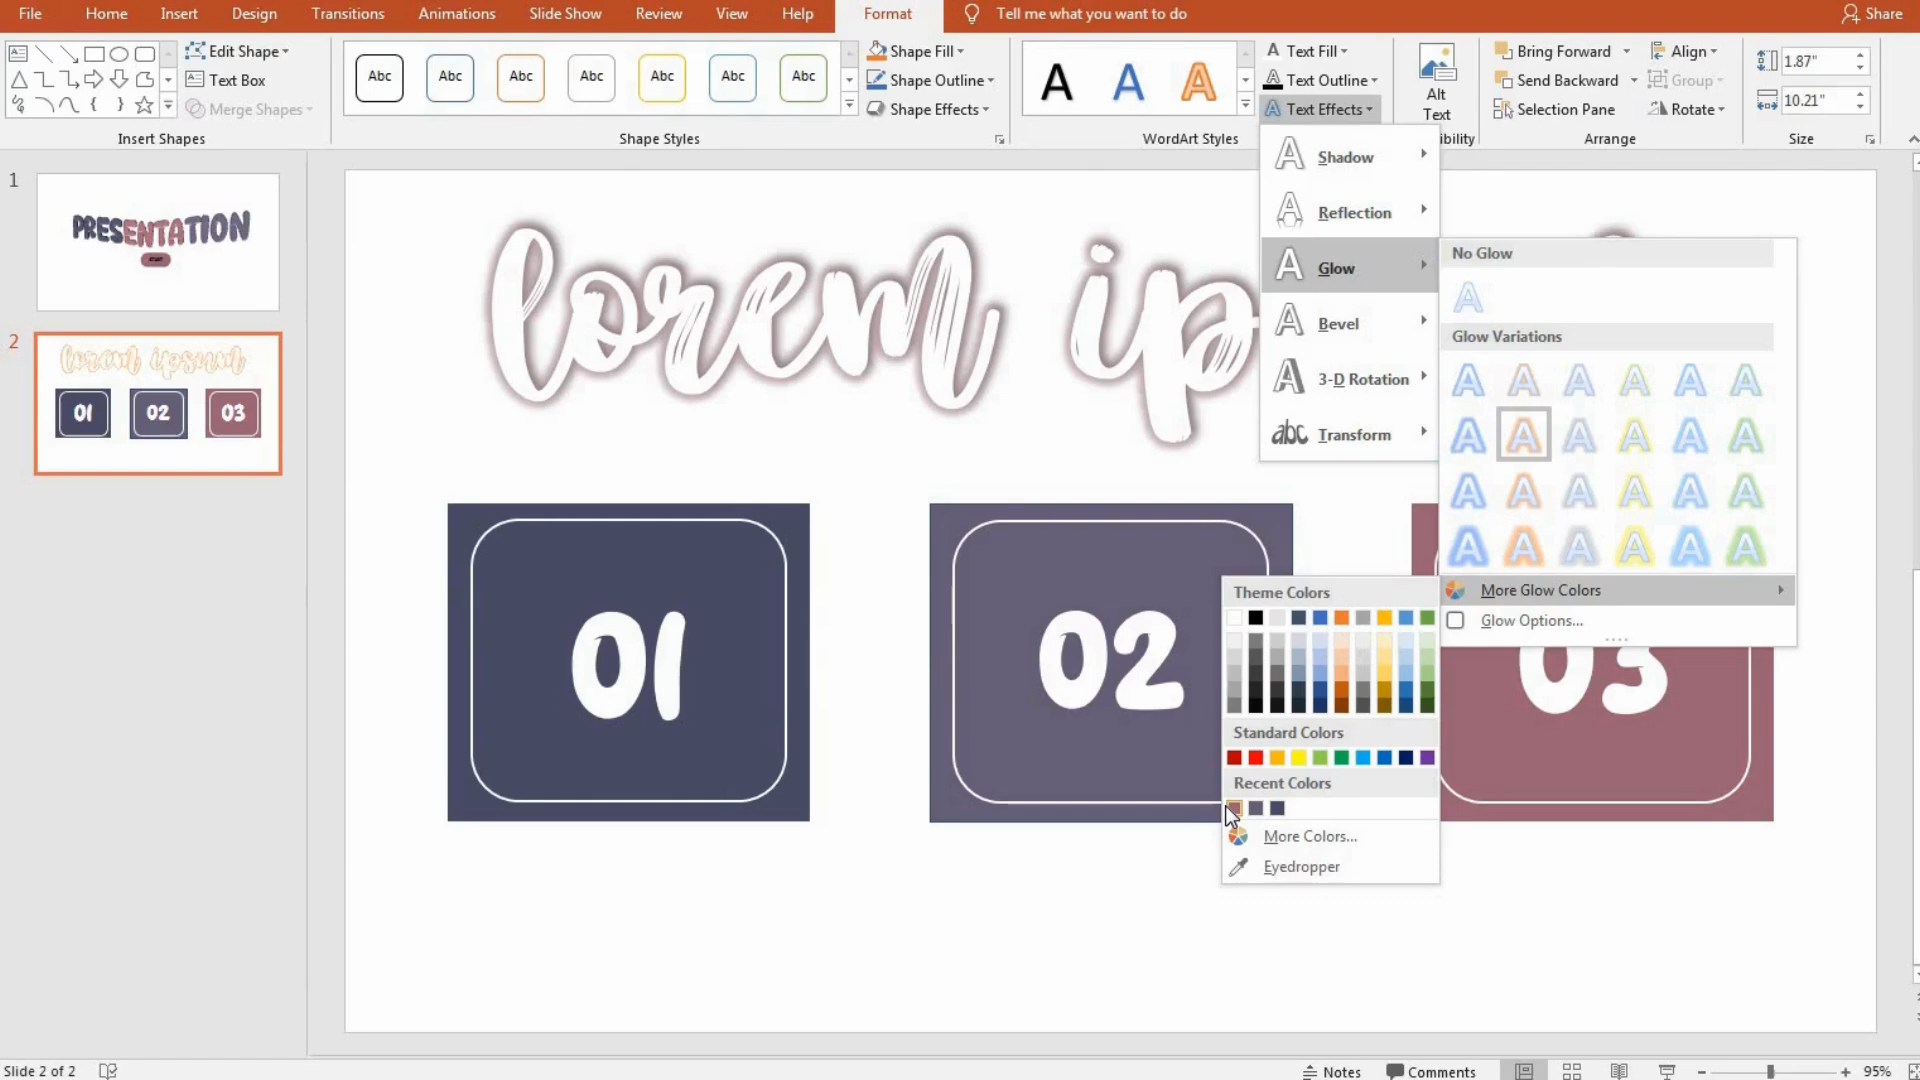 File Home Insert Design Transitions Animations Slide Show Review View Help Format Tell me what you want to do Share
Edit Shape
Text Box
Merge Shapes
Insert Shapes
Abc Abc Abc Abc Abc Abc Abc
Shape Styles
Shape Fill
Shape Outline
Shape Effects
A A A
WordArt Styles
Text Fill
Text Outline
Text Effects
Alt
Text
ibility
Bring Forward
Send Backward
Selection Pane
Align
Group
Rotate
Arrange
1.87"
10.21"
Size
Shadow
Reflection
Glow
Bevel
3-D Rotation
abc Transform
No Glow
Glow Variations
More Glow Colors
Glow Options...
Theme Colors
Standard Colors
Recent Colors
More Colors...
Eyedropper
1
PRESENTATION
2
lorem ipsum
01 02 03
lorem ip
01
02
03
Slide 2 of 2
Notes
Comments
95%